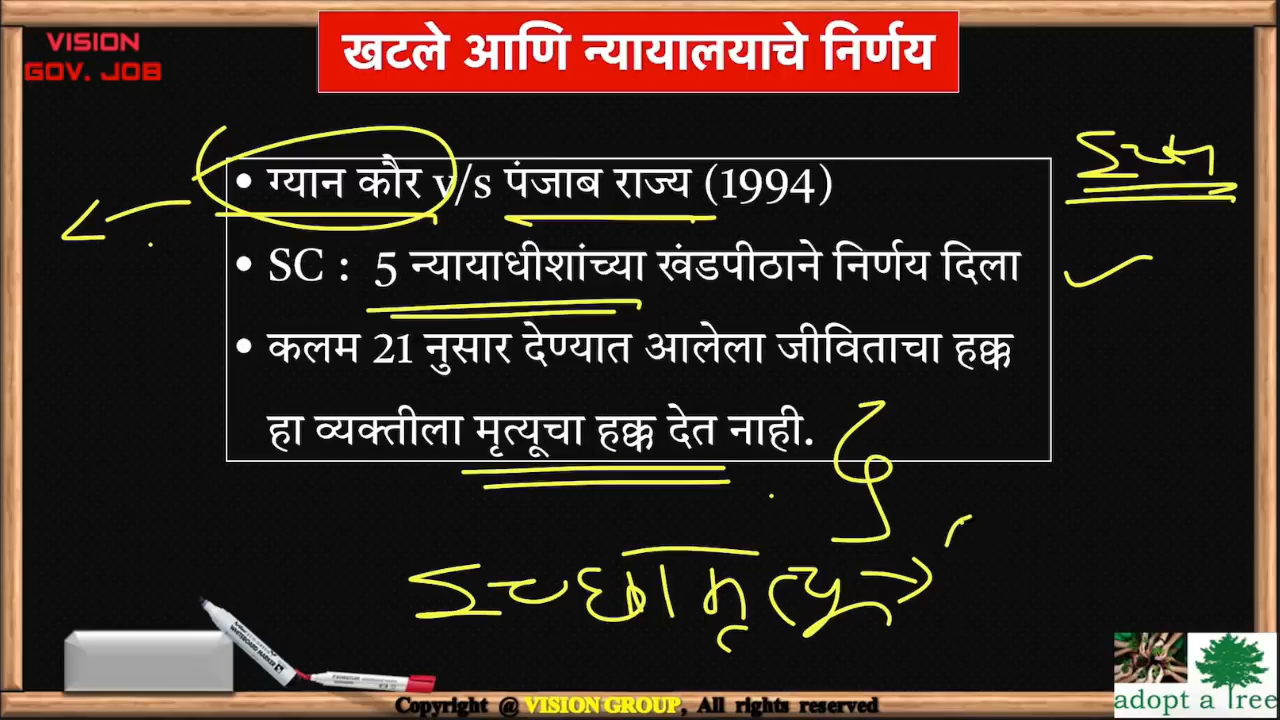 VISION
GOV. JOB
खटले आणि न्यायालयाचे निर्णय
• ग्यान कौर v/s पंजाब राज्य (1994)
• SC : 5 न्यायाधीशांच्या खंडपीठाने निर्णय दिला
• कलम 21 नुसार देण्यात आलेला जीविताचा हक्क
हा व्यक्तीला मृत्यूचा हक्क देत नाही.
इच्छा मृत्यू
Copyright @ VISION GROUP, All rights reserved
adopt a Tree